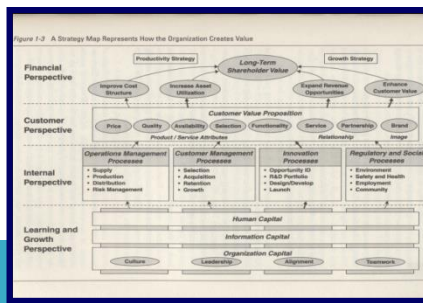 Figure 1-3 A Strategy Map Represents How the Organization Creates Value
Productivity Strategy
Growth Strategy
Long-Term
Shareholder Value
Financial
Perspective
Improve Cost
Structure
Increase Asset
Utilization
Expand Revenue
Opportunities
Enhance
Customer Value
Customer
Perspective
Customer Value Proposition
Price Quality Availability Selection Functionality Service Partnership Brand
Product / Service Attributes Relationship Image
Internal
Perspective
Operations Management
Processes
• Supply
• Production
• Distribution
• Risk Management
Customer Management
Processes
• Selection
• Acquisition
• Retention
• Growth
Innovation
Processes
• Opportunity ID
• R&D Portfolio
• Design/Develop
• Launch
Regulatory and Social
Processes
• Environment
• Safety and Health
• Employment
• Community
Learning and
Growth
Perspective
Human Capital
Information Capital
Organization Capital
Culture Leadership Alignment Teamwork